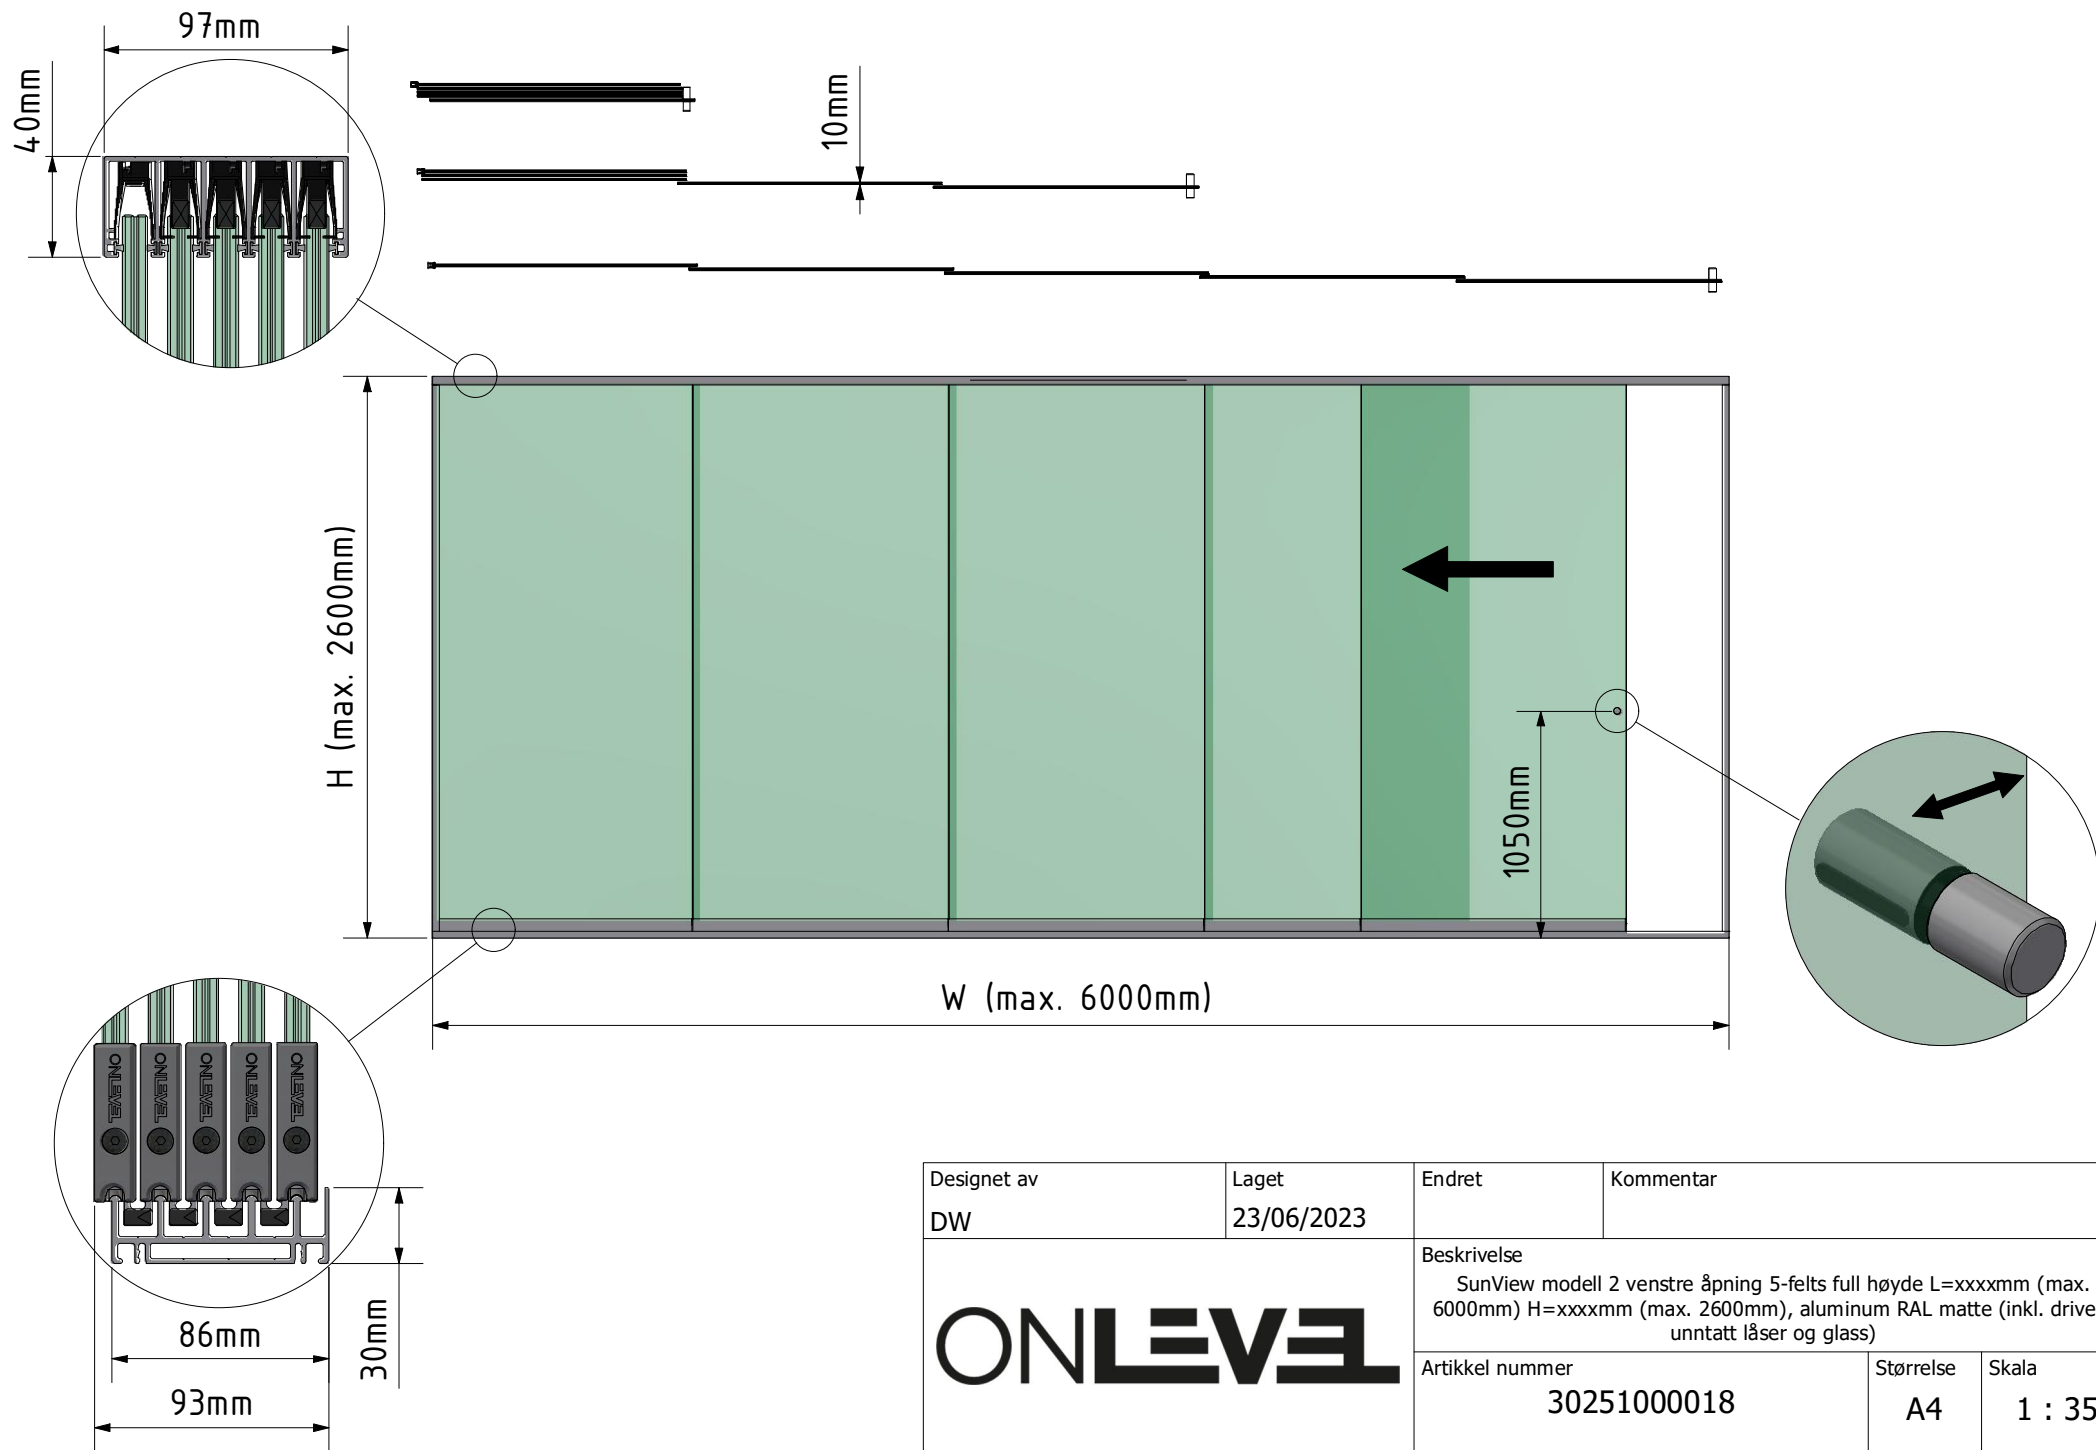 97mm
40mm
10mm
H (max. 2600mm)
1050mm
W (max. 6000mm)
ONLEVEL
ONLEVEL
ONLEVEL
ONLEVEL
ONLEVEL
86mm
93mm
30mm
Designet av
DW
Laget
23/06/2023
Endret
Kommentar
ONLEVEL
Beskrivelse
SunView modell 2 venstre åpning 5-felts full høyde L=xxxxmm (max.
6000mm) H=xxxxmm (max. 2600mm), aluminum RAL matte (inkl. drive
unntatt låser og glass)
Artikkel nummer
30251000018
Størrelse
A4
Skala
1 : 35